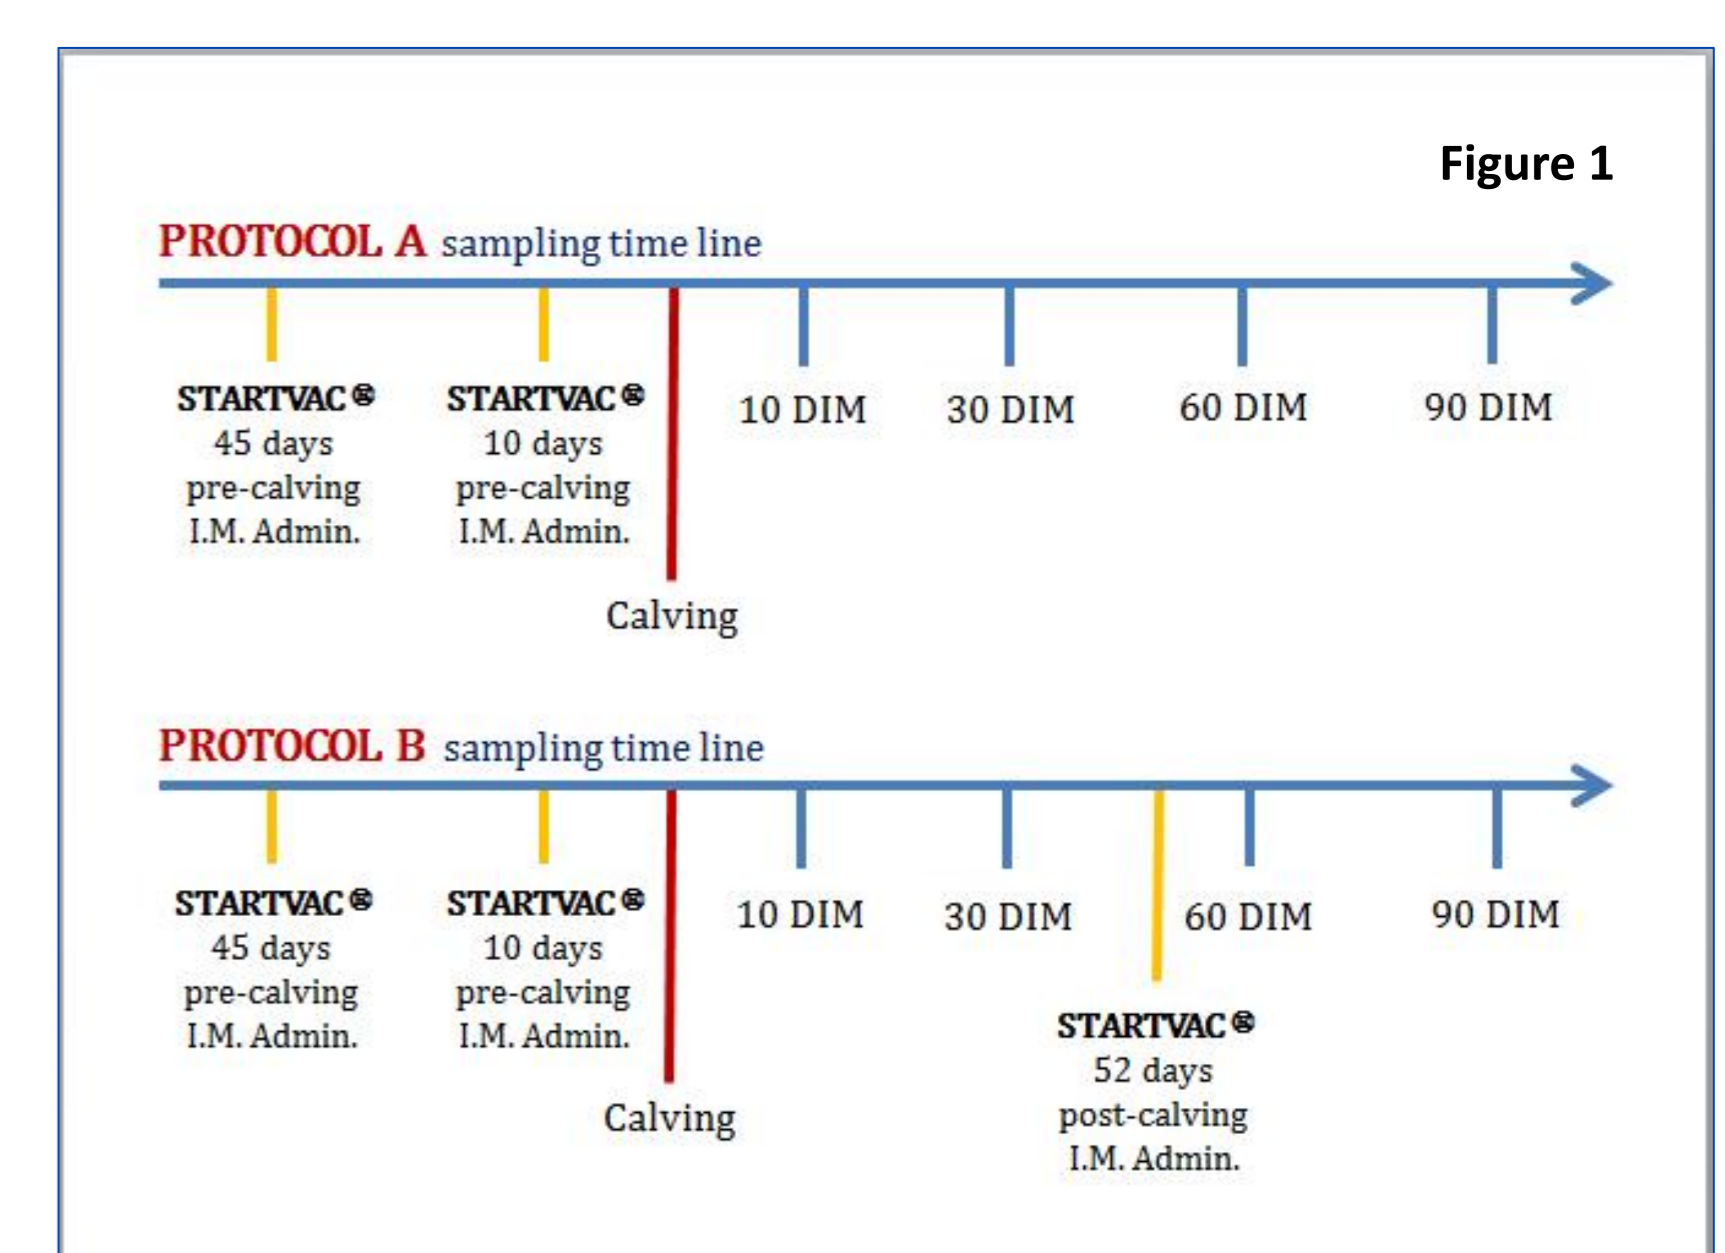 Figure 1
PROTOCOL A sampling time line
STARTVAC®
45 days
pre-calving
I.M. Admin.
STARTVAC®
10 days
pre-calving
I.M. Admin.
Calving
10 DIM
30 DIM
60 DIM
90 DIM
PROTOCOL B sampling time line
STARTVAC®
45 days
pre-calving
I.M. Admin.
STARTVAC®
10 days
pre-calving
I.M. Admin.
Calving
10 DIM
30 DIM
STARTVAC®
52 days
post-calving
I.M. Admin.
60 DIM
90 DIM